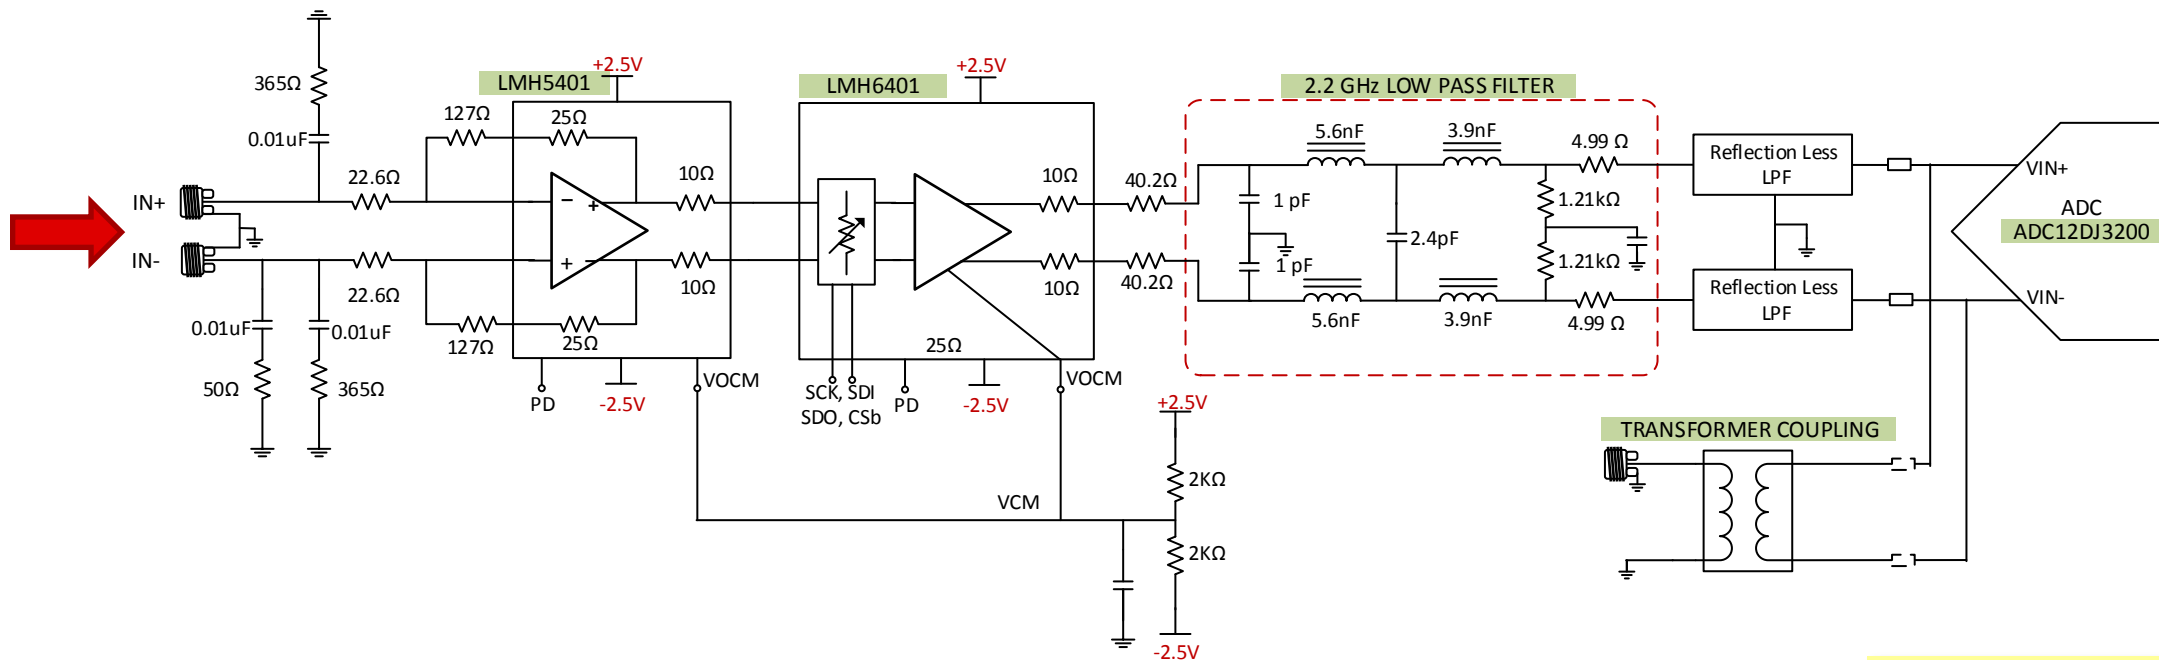 365Ω
0.01uF
IN+
IN-
22.6Ω
22.6Ω
0.01uF
0.01uF
50Ω
365Ω
LMH5401
+2.5V
127Ω
25Ω
127Ω
25Ω
10Ω
10Ω
PD
-2.5V
VOCM
LMH6401
+2.5V
25Ω
SCK, SDI
SDO, CSb
PD
-2.5V
VOCM
10Ω
10Ω
40.2Ω
40.2Ω
2.2 GHz LOW PASS FILTER
5.6nF
3.9nF
4.99 Ω
1 pF
1 pF
2.4pF
1.21kΩ
1.21kΩ
5.6nF
3.9nF
4.99 Ω
Reflection Less
LPF
Reflection Less
LPF
VIN+
ADC
ADC12DJ3200
VIN-
+2.5V
2KΩ
VCM
2KΩ
-2.5V
TRANSFORMER COUPLING
+
-
−
+